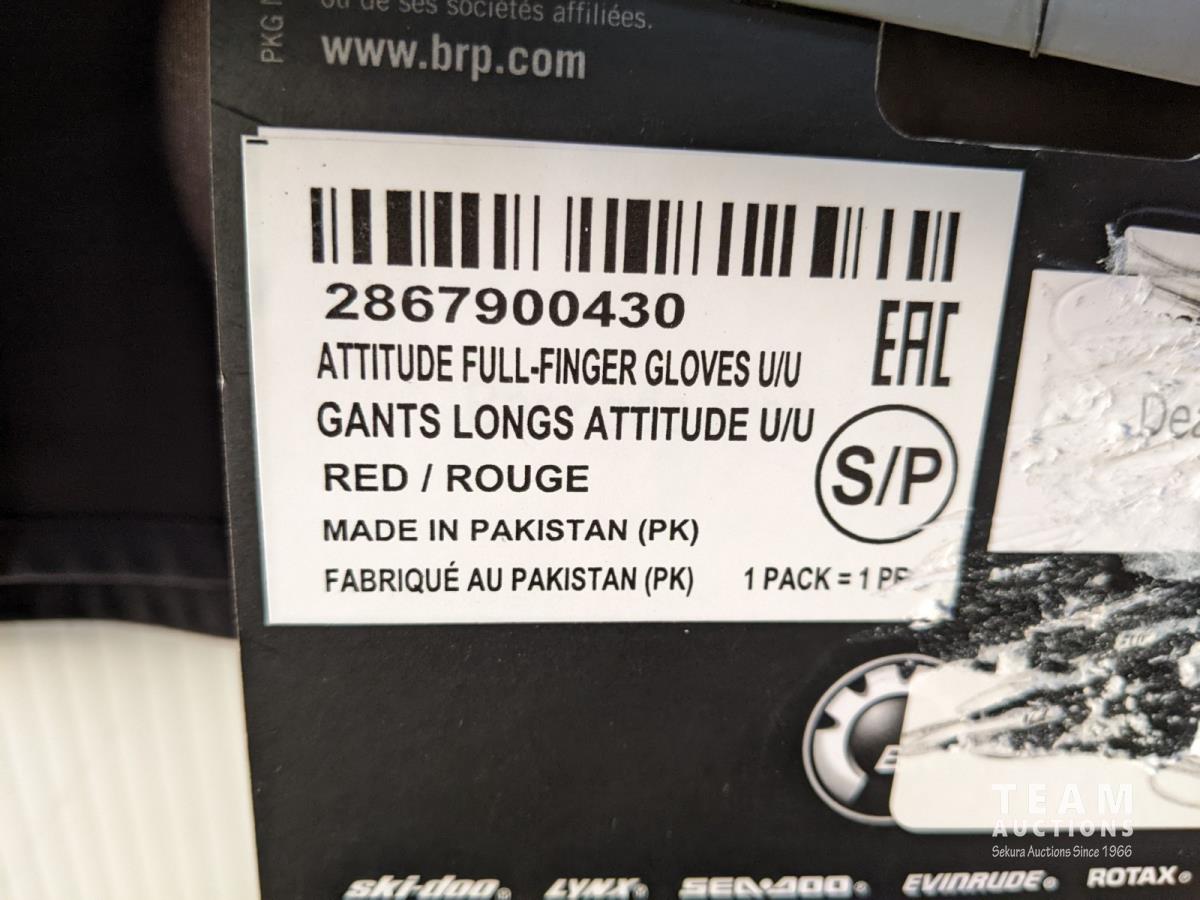 ou de ses sociétés affiliées.
PKG
www.brp.com
2867900430
EAC
ATTITUDE FULL-FINGER GLOVES U/U
GANTS LONGS ATTITUDE U/U
RED / ROUGE
S/P
MADE IN PAKISTAN (PK)
FABRIQUÉ AU PAKISTAN (PK) 1 PACK = 1
TEAM
AUCTIONS
Sekura Auctions Since 1966
ski-doo® LYNX® SEA-DOO® EVINRUDE® ROTAX®